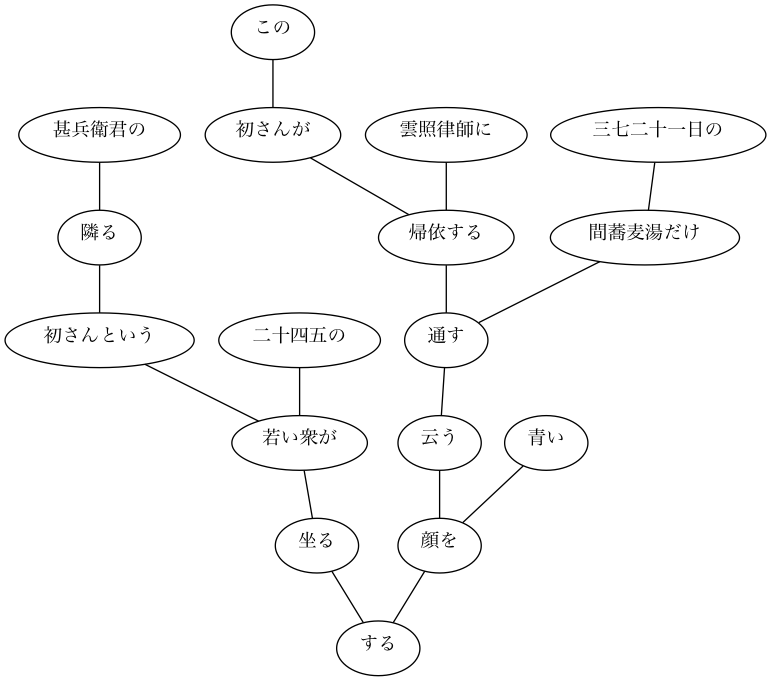 この
甚兵衛君の
初さんが
雲照律師に
三七二十一日の
隣る
帰依する
間蕎麦湯だけ
初さんという
二十四五の
通す
若い衆が
云う
青い
坐る
顔を
する